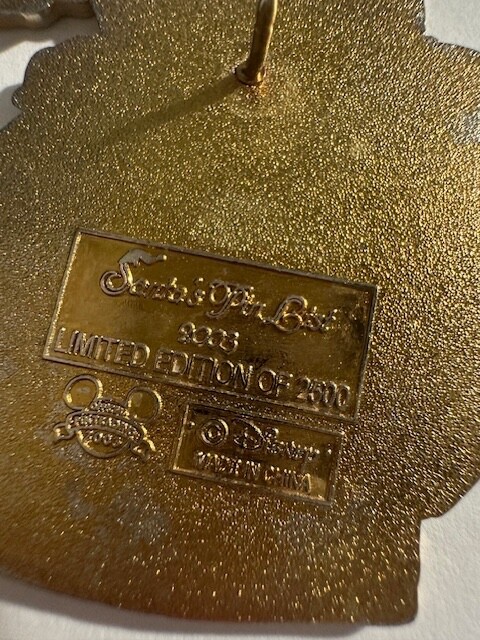 Santa's Pin List
2003
LIMITED EDITION OF 2500
© Disney
MADE IN CHINA